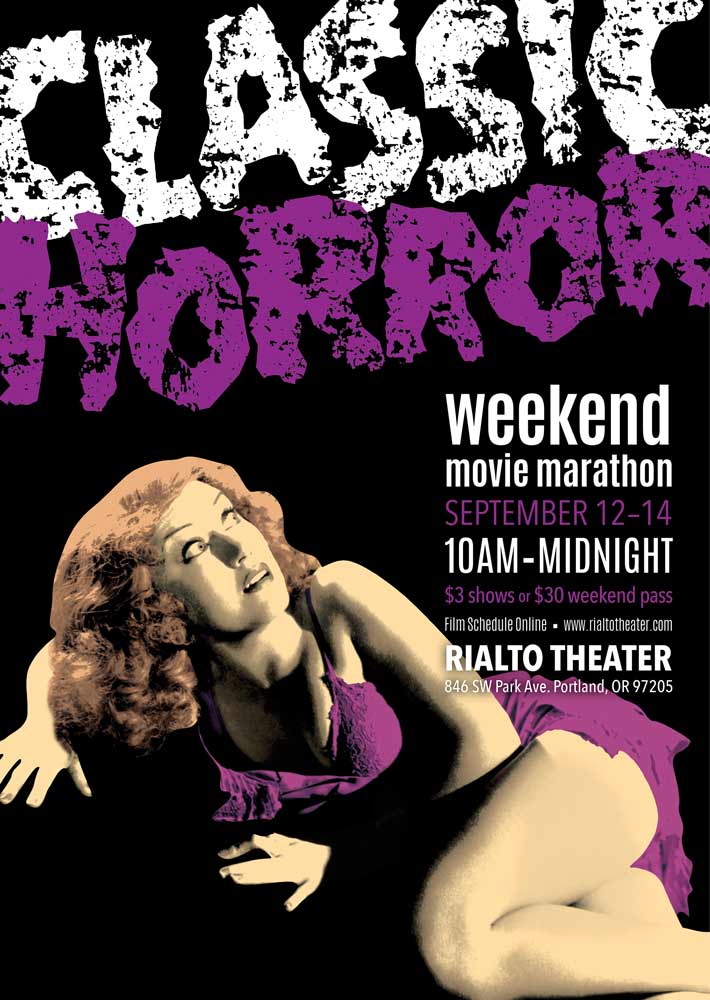 CLASSIC
HORROR
weekend
movie marathon
SEPTEMBER 12–14
10AM-MIDNIGHT
$3 shows or $30 weekend pass
Film Schedule Online ▪ www.rialtotheater.com
RIALTO THEATER
846 SW Park Ave. Portland, OR 97205